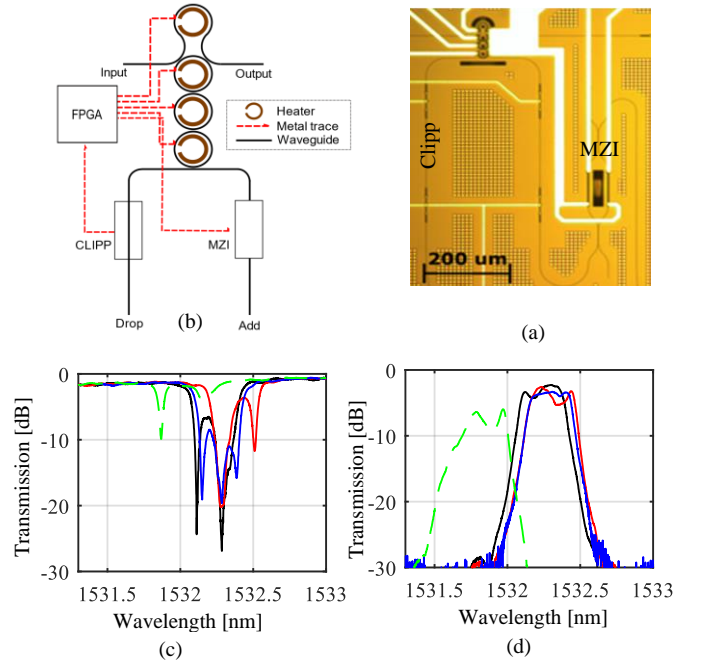 Input
Output
FPGA
Heater
Metal trace
Waveguide
CLIPP
MZI
Drop
Add
(b)
Clipp
MZI
200 um
(a)
0
-10
-20
-30
1531.5
1532
1532.5
1533
Transmission [dB]
Wavelength [nm]
(c)
0
-10
-20
-30
1531.5
1532
1532.5
1533
Transmission [dB]
Wavelength [nm]
(d)